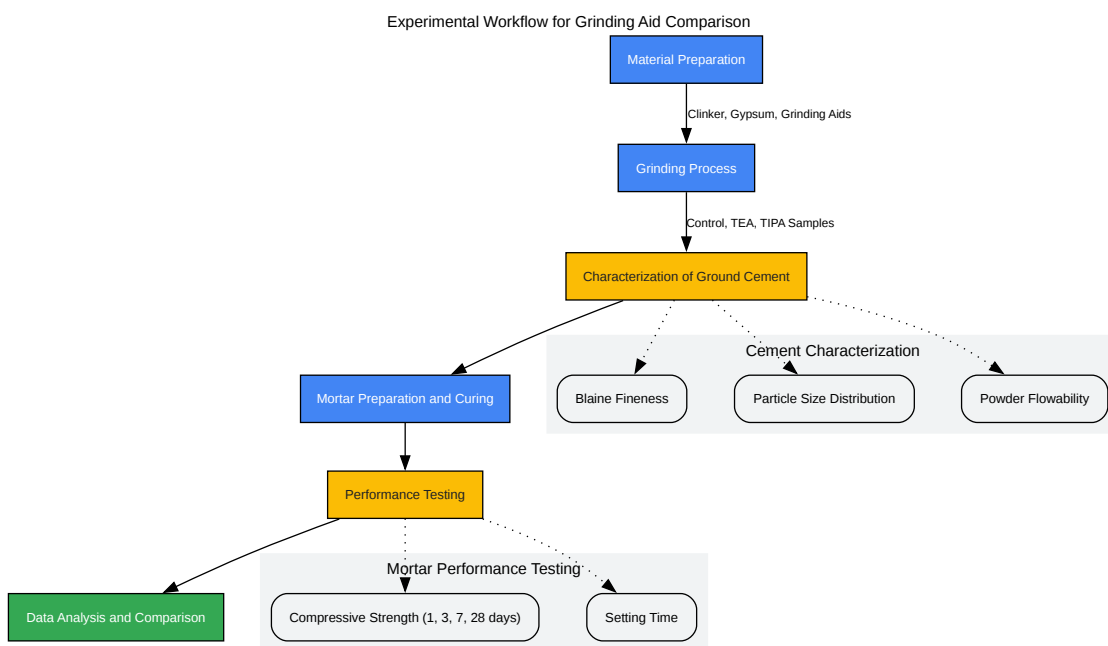 Experimental Workflow for Grinding Aid Comparison
Material Preparation
Clinker, Gypsum, Grinding Aids
Grinding Process
Control, TEA, TIPA Samples
Characterization of Ground Cement
Cement Characterization
Mortar Preparation and Curing
Blaine Fineness
Particle Size Distribution
Powder Flowability
Performance Testing
Mortar Performance Testing
Data Analysis and Comparison
Compressive Strength (1, 3, 7, 28 days)
Setting Time